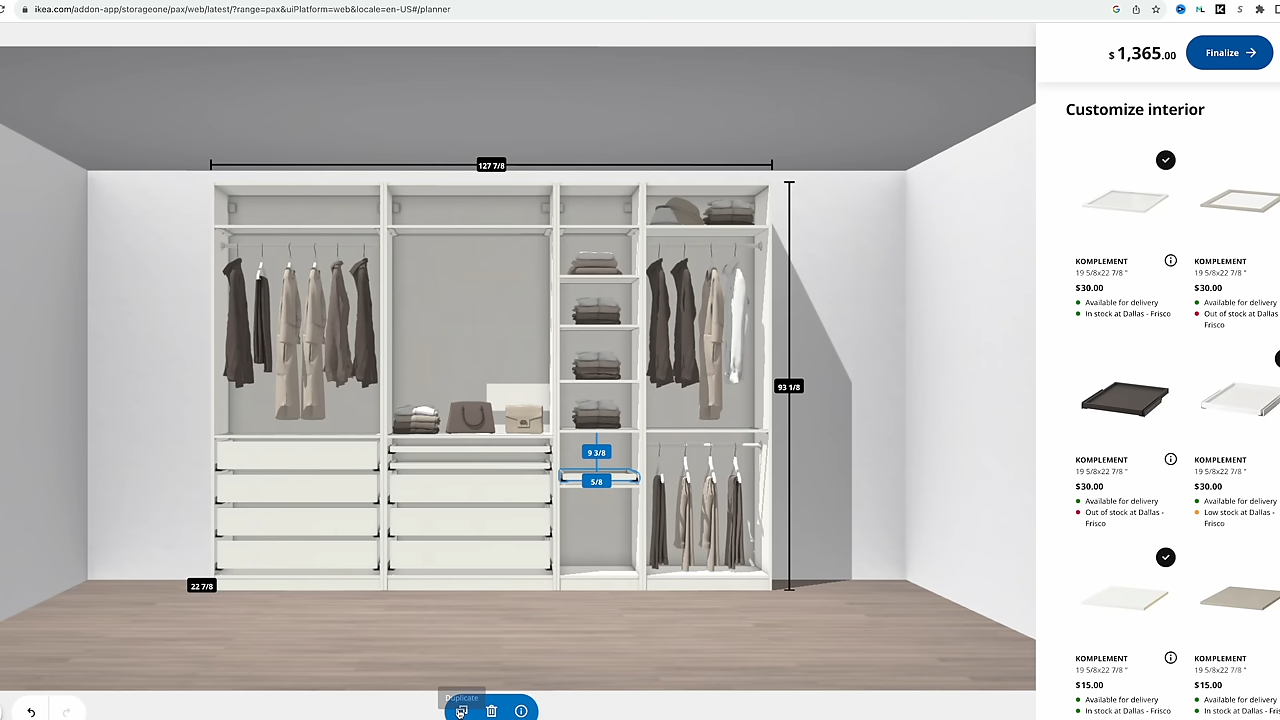 ikea.com/addon-app/storageone/pax/web/latest/?range=pax&uiPlatform=web&locale=en-US#/planner
$ 1,365.00
Finalize
Customize interior
127 7/8
93 1/8
9 3/8
5/8
22 7/8
KOMPLEMENT
19 5/8x22 7/8 "
$30.00
Available for delivery
In stock at Dallas - Frisco
KOMPLEMENT
19 5/8x22 7/8 "
$30.00
Available for delivery
Out of stock at Dallas -
Frisco
KOMPLEMENT
19 5/8x22 7/8 "
$30.00
Available for delivery
Out of stock at Dallas -
Frisco
KOMPLEMENT
19 5/8x22 7/8 "
$30.00
Available for delivery
Low stock at Dallas -
Frisco
KOMPLEMENT
19 5/8x22 7/8 "
$15.00
Available for delivery
In stock at Dallas - Frisco
KOMPLEMENT
19 5/8x22 7/8 "
$15.00
Available for delivery
In stock at Dallas - Fris
Duplicate